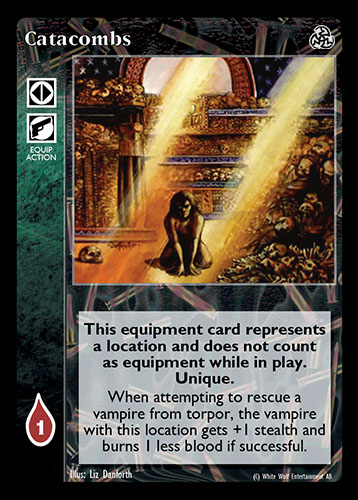 Catacombs
EQUIP
ACTION
This equipment card represents
a location and does not count
as equipment while in play.
Unique.
When attempting to rescue a
vampire from torpor, the vampire
with this location gets +1 stealth and
burns 1 less blood if successful.
1
Illus: Liz Danforth
(C) White Wolf Entertainment AB